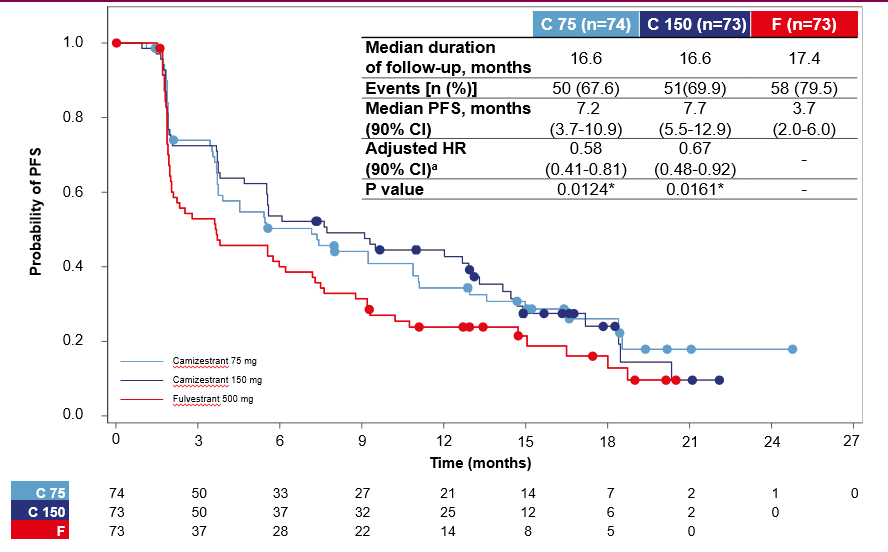 C 75 (n=74) C 150 (n=73) F (n=73)
Median duration
of follow-up, months 16.6 16.6 17.4
Events [n (%)] 50 (67.6) 51(69.9) 58 (79.5)
Median PFS, months 7.2 7.7 3.7
(90% CI) (3.7-10.9) (5.5-12.9) (2.0-6.0)
Adjusted HR 0.58 0.67 -
(90% CI)a (0.41-0.81) (0.48-0.92)
P value 0.0124* 0.0161* -
Probability of PFS
1.0
0.8
0.6
0.4
0.2
0.0
Camizestrant 75 mg
Camizestrant 150 mg
Fulvestrant 500 mg
0 3 6 9 12 15 18 21 24 27
Time (months)
C 75 74 50 33 27 21 14 7 2 1 0
C 150 73 50 37 32 25 12 6 2 0
F 73 37 28 22 14 8 5 0